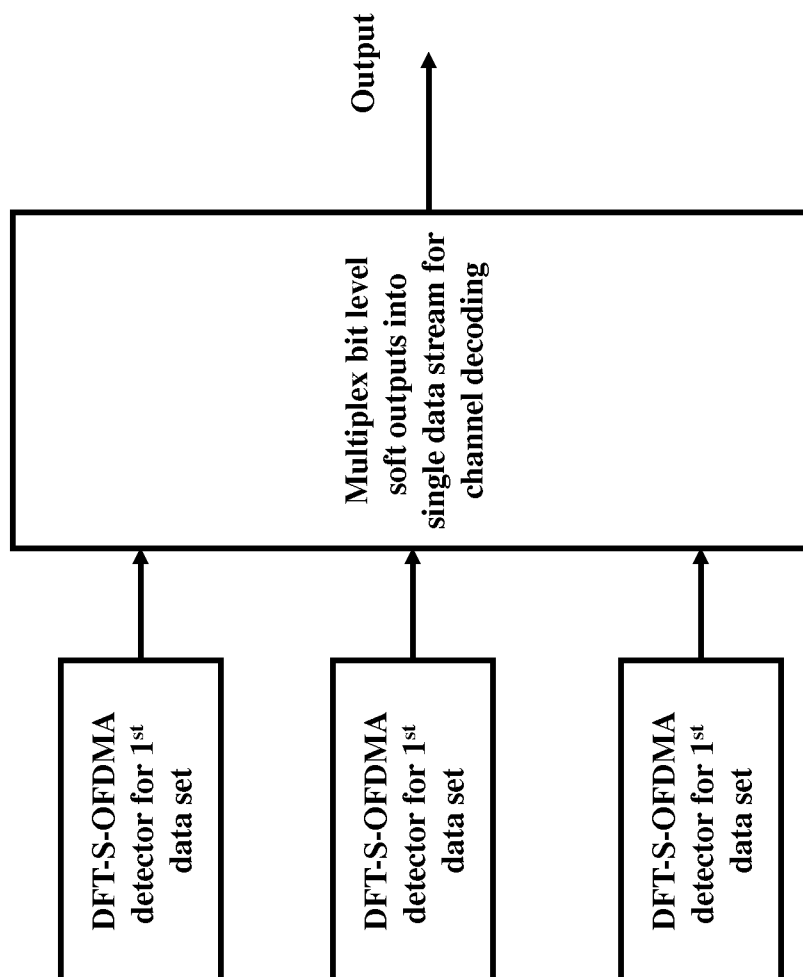 DFT-S-OFDMA
detector for 1st
data set
DFT-S-OFDMA
detector for 1st
data set
DFT-S-OFDMA
detector for 1st
data set
Multiplex bit level
soft outputs into
single data stream for
channel decoding
Output